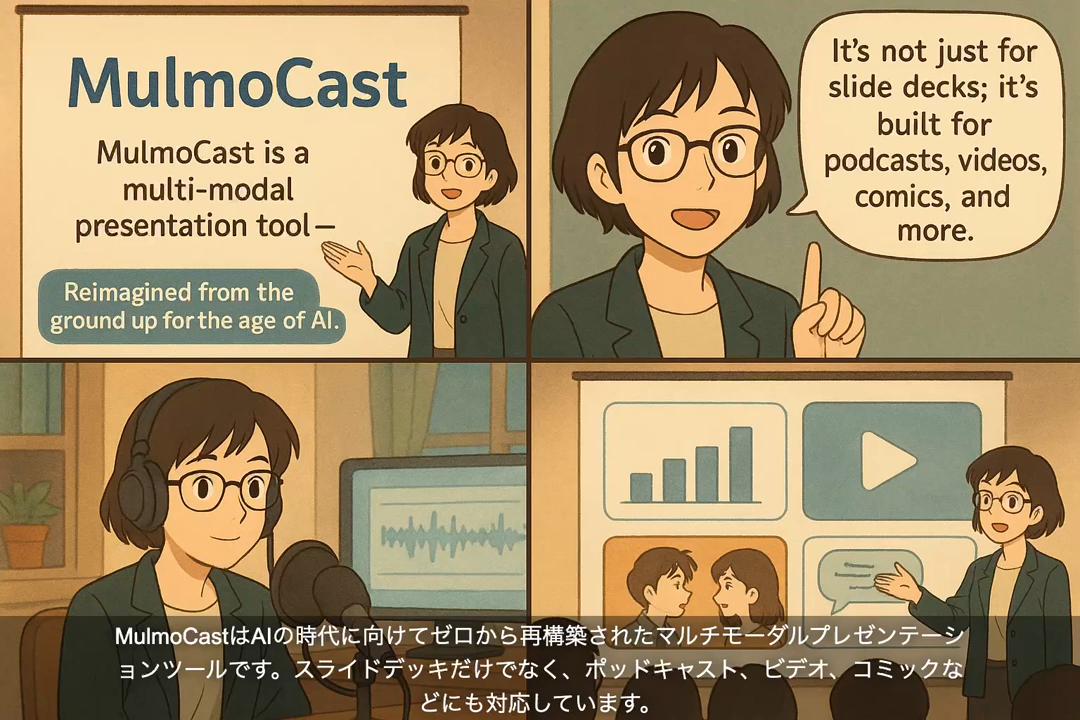 MulmoCast
MulmoCast is a
multi-modal
presentation tool—
Reimagined from the
ground up for the age of AI.
It's not just for
slide decks; it's
built for
podcasts, videos,
comics, and
more.
MulmoCastはAIの時代に向けてゼロから再構築されたマルチモーダルプレゼンテーシ
ョンツールです。スライドデッキだけでなく、ポッドキャスト、ビデオ、コミックな
どにも対応しています。